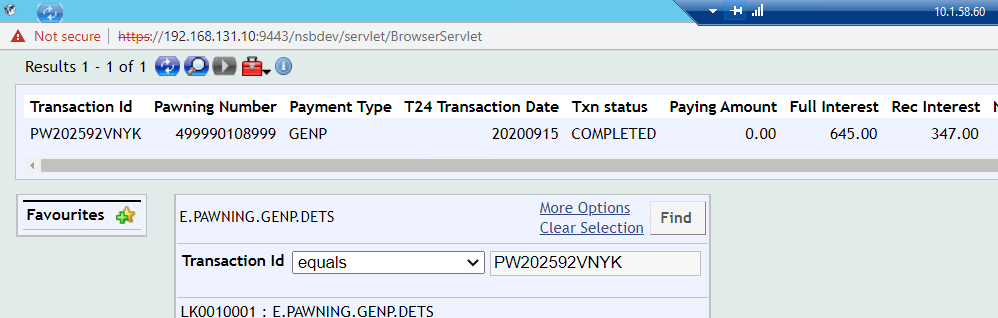 10.1.58.60
Not secure | https://192.168.131.10:9443/nsbdev/servlet/BrowserServlet
Results 1 - 1 of 1
Transaction Id Pawning Number Payment Type T24 Transaction Date Txn status Paying Amount Full Interest Rec Interest
PW202592VNYK 499990108999 GENP 20200915 COMPLETED 0.00 645.00 347.00
Favourites
E.PAWNING.GENP.DETS
More Options
Clear Selection
Find
Transaction Id equals PW202592VNYK
LK0010001 : E.PAWNING.GENP.DETS